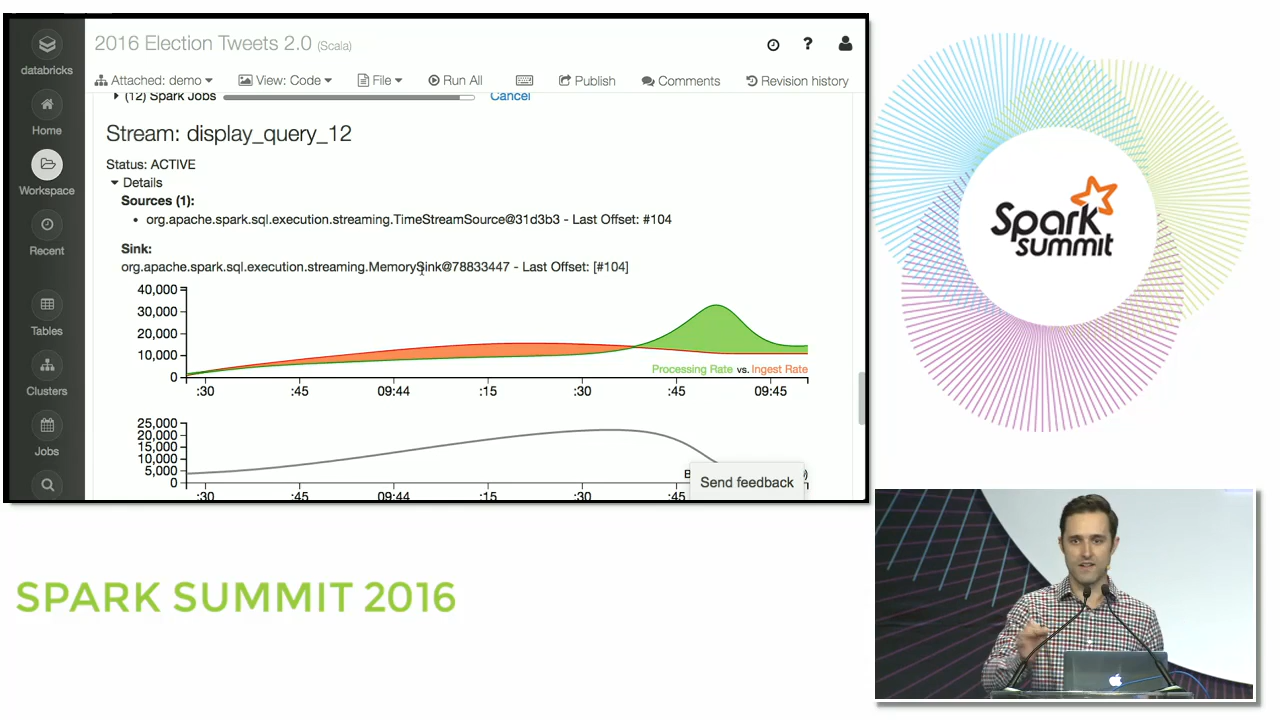 2016 Election Tweets 2.0 (Scala)
databricks
Home
Workspace
Recent
Tables
Clusters
Jobs
Attached: demo View: Code File Run All Publish Comments Revision history
(12) Spark Jobs Cancel
Stream: display_query_12
Status: ACTIVE
Details
Sources (1):
org.apache.spark.sql.execution.streaming.TimeStreamSource@31d3b3 - Last Offset: #104
Sink:
org.apache.spark.sql.execution.streaming.MemorySink@78833447 - Last Offset: [#104]
40,000
30,000
20,000
10,000
0
Processing Rate vs. Ingest Rate
:30 :45 09:44 :15 :30 :45 09:45
25,000
20,000
15,000
10,000
5,000
0
:30 :45 09:44 :15 :30 :45
Send feedback
Spark
summit
SPARK SUMMIT 2016